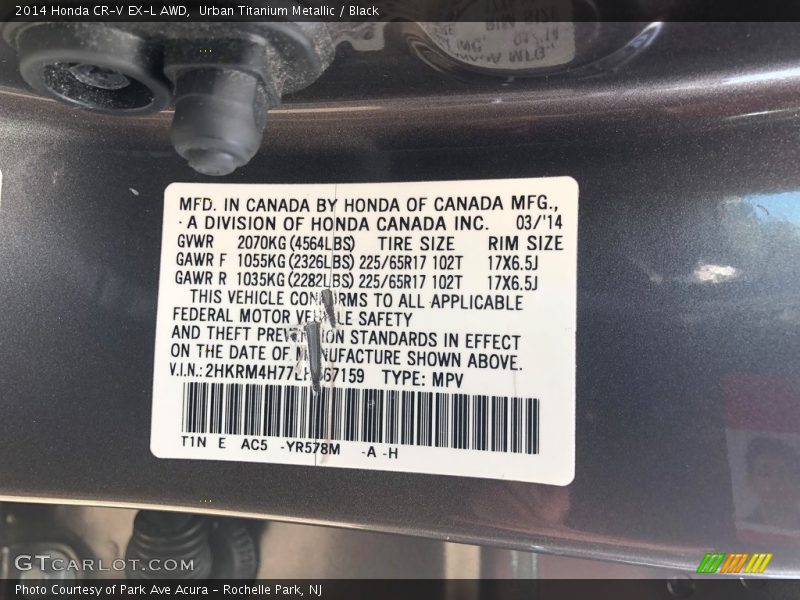 2014 Honda CR-V EX-L AWD, Urban Titanium Metallic / Black
MFD. IN CANADA BY HONDA OF CANADA MFG.,
A DIVISION OF HONDA CANADA INC. 03/'14
GVWR 2070KG (4564LBS) TIRE SIZE RIM SIZE
GAWR F 1055KG (2326LBS) 225/65R17 102T 17X6.5J
GAWR R 1035KG (2282LBS) 225/65R17 102T 17X6.5J
THIS VEHICLE CONFORMS TO ALL APPLICABLE
FEDERAL MOTOR VEHICLE SAFETY
AND THEFT PREVENTION STANDARDS IN EFFECT
ON THE DATE OF MANUFACTURE SHOWN ABOVE.
V.I.N.: TYPE: MPV
T1N E AC5 -YR578M -A -H
GTCARLOT.COM
Photo Courtesy of Park Ave Acura - Rochelle Park, NJ